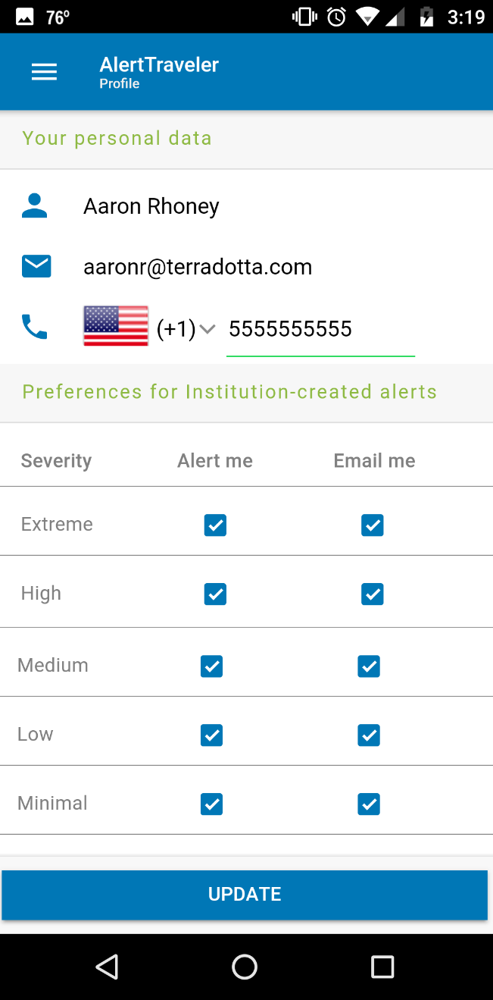 76º 3:19
AlertTraveler
Profile
Your personal data
Aaron Rhoney
aaronr@terradotta.com
(+1) 5555555555
Preferences for Institution-created alerts
Severity Alert me Email me
Extreme
High
Medium
Low
Minimal
UPDATE